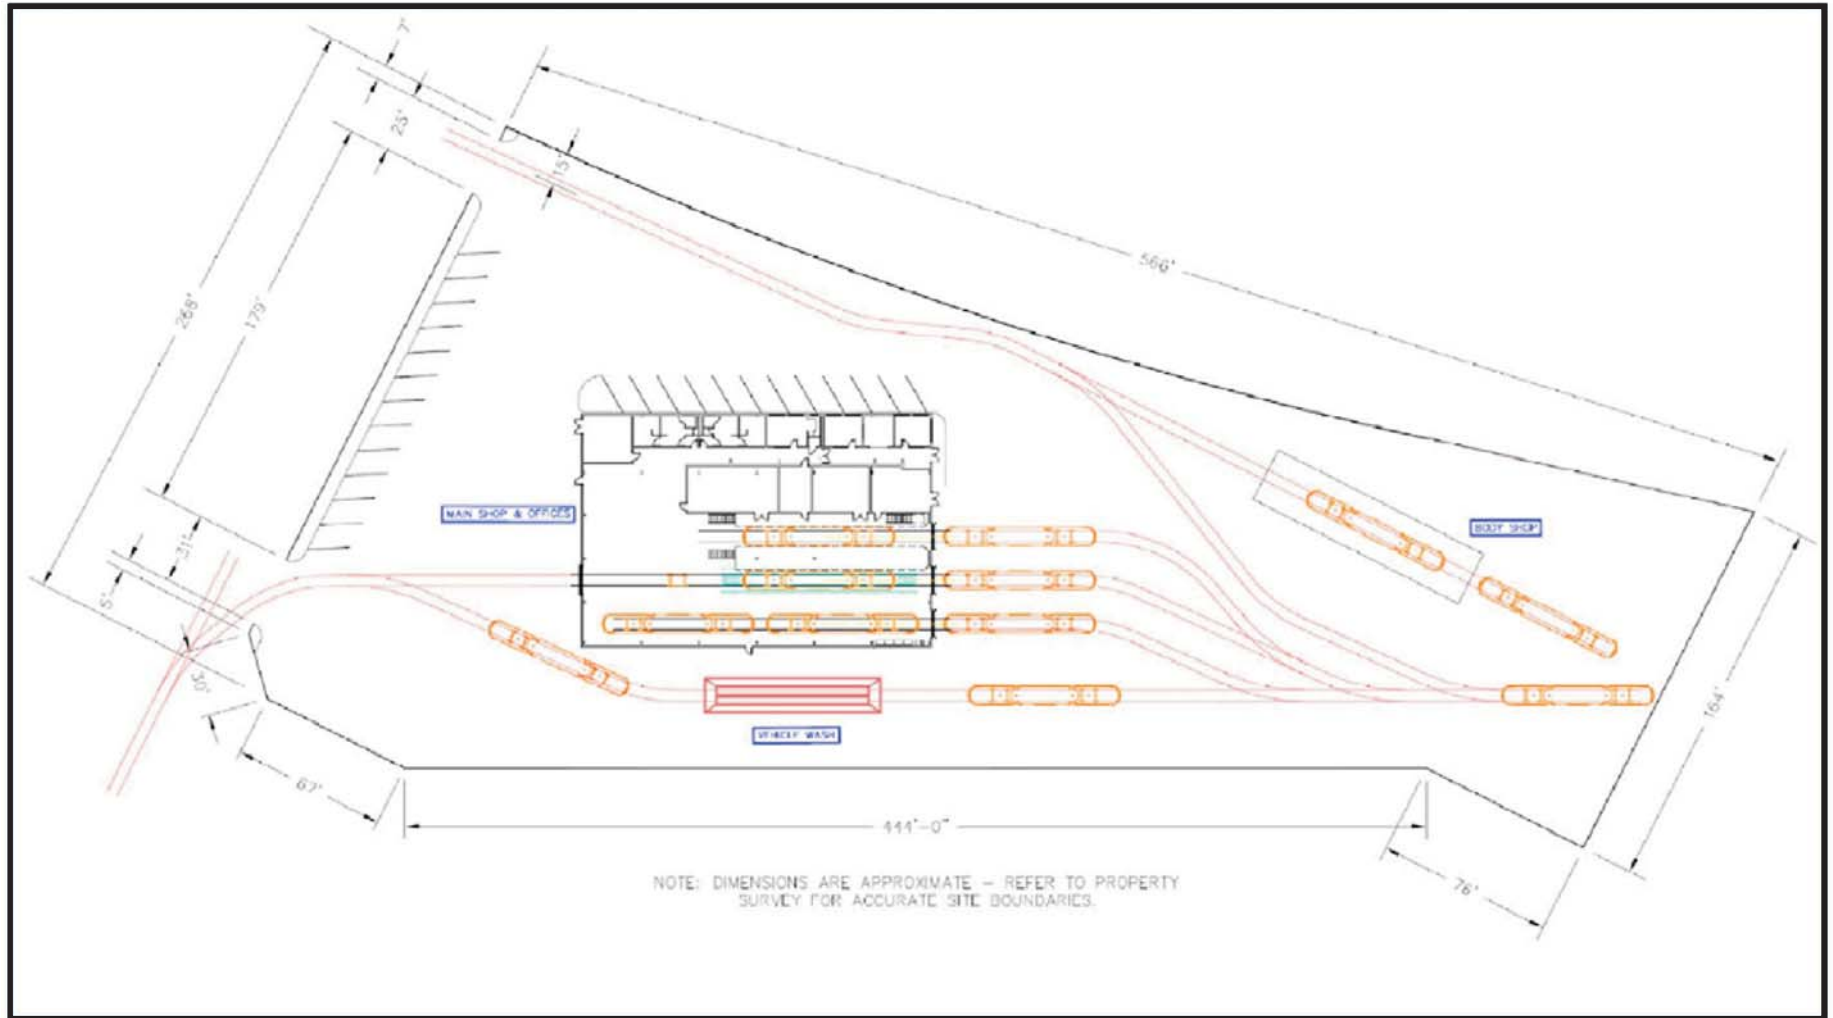 7'
25'
15'
566'
268'
179'
MAIN SHOP & OFFICES
BODY SHOP
31'
5'
30'
164'
VEHICLE WASH
67'
444'-0"
76'
NOTE: DIMENSIONS ARE APPROXIMATE – REFER TO PROPERTY
SURVEY FOR ACCURATE SITE BOUNDARIES.